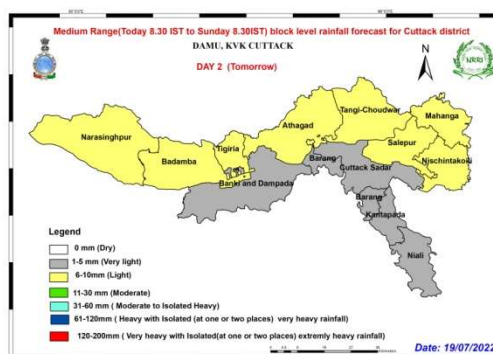 Medium Range(Today 8.30 IST to Sunday 8.30IST) block level rainfall forecast for Cuttack district
DAMU, KVK CUTTACK
DAY 2 (Tomorrow)
N
NRRI
Narasinghpur
Badamba
Tigiria
Athagad
Tangi-Choudwar
Mahanga
Salepur
Nischintakoili
Barang
Cuttack Sadar
Banki and Dampada
Barang
Kantapada
Niali
Legend
0 mm (Dry)
1-5 mm (Very light)
6-10mm (Light)
11-30 mm (Moderate)
31-60 mm ( Moderate to Isolated Heavy)
61-120mm ( Heavy with Isolated (at one or two places) very heavy rainfall)
120-200mm ( Very heavy with Isolated(at one or two places) extremly heavy rainfall)
Date: 19/07/2022